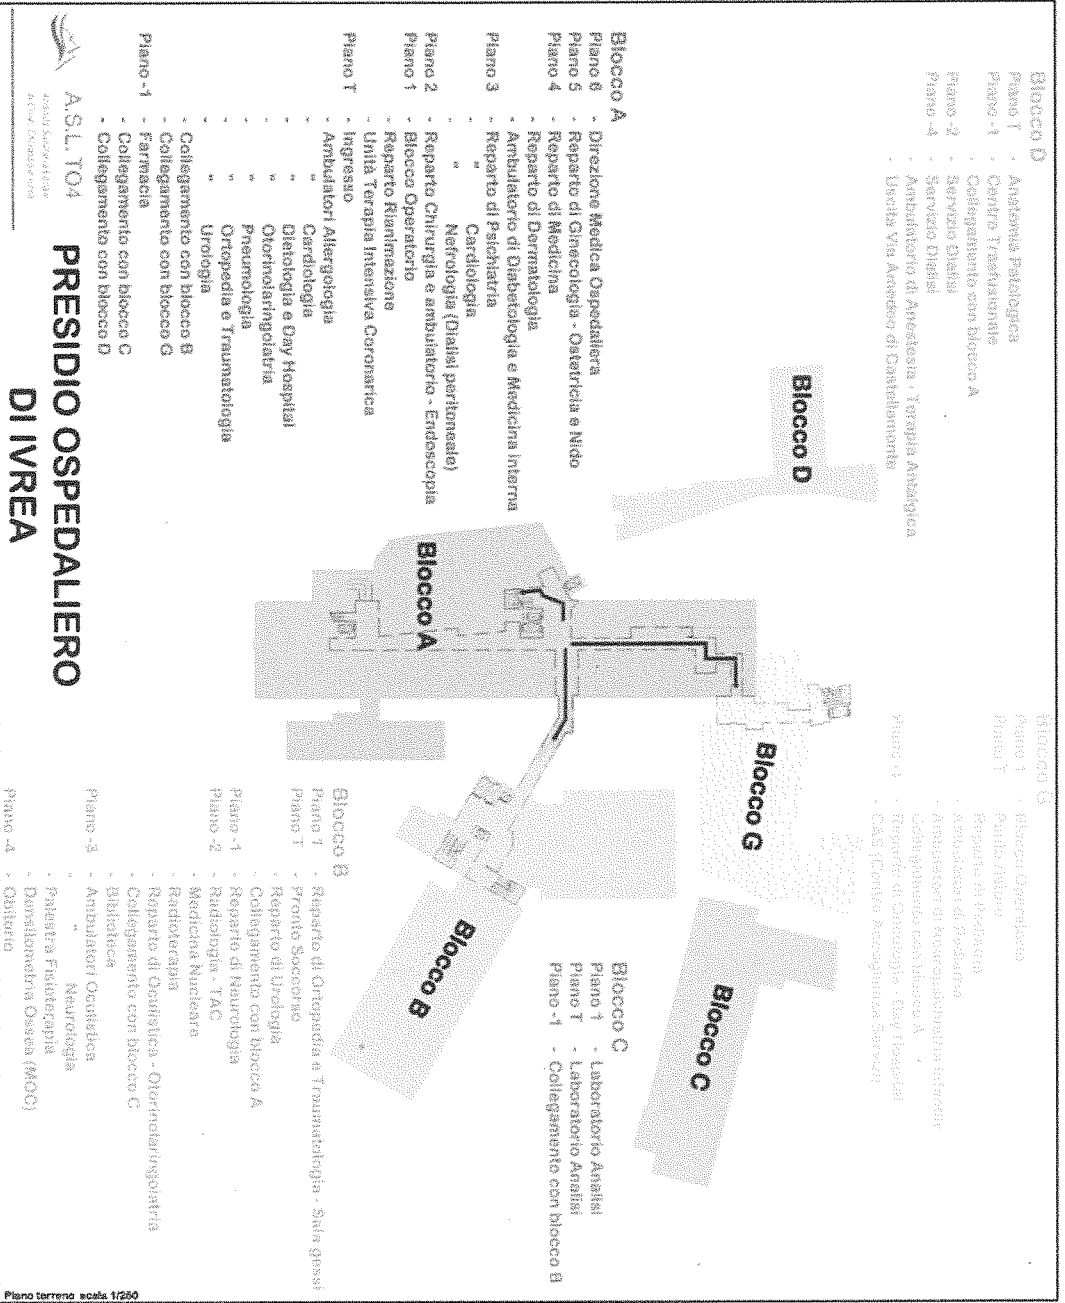 Blocco D
Piano T - Anatomia Patologica
Piano -1 - Centro Trasfusionale
- Collegamento con blocco A
Piano -2 - Servizio Dialisi
Piano -4 - Servizio Dialisi
- Ambulatorio di Anestesia - Terapia Antalgica
- Uscita Via Amedeo di Castellamonte
Blocco G
Piano 1
Piano T
- Collegamento con blocco A
Blocco A
Piano 6 - Direzione Medica Ospedaliera
Piano 5 - Reparto di Ginecologia - Ostetricia e Nido
Piano 4 - Reparto di Medicina
- Reparto di Dermatologia
- Ambulatorio di Diabetologia e Medicina Interna
Piano 3 - Reparto di Psichiatria
- " Cardiologia
- " Nefrologia (Dialisi peritoneale)
Piano 2 - Reparto Chirurgia e ambulatorio - Endoscopia
Piano 1 - Blocco Operatorio
- Reparto Rianimazione
- Unità Terapia Intensiva Coronarica
Piano T - Ingresso
- Ambulatori Allergologia
- " Cardiologia
- " Dietologia e Day Hospital
- " Otorinolaringoiatria
- " Pneumologia
- " Ortopedia e Traumatologia
- " Urologia
- Collegamento con blocco B
- Collegamento con blocco G
Piano -1 - Farmacia
- Collegamento con blocco C
- Collegamento con blocco D
Blocco D
Blocco A
Blocco G
Blocco B
Blocco C
Blocco C
Piano 1 - Laboratorio Analisi
Piano T - Laboratorio Analisi
Piano -1 - Collegamento con blocco B
Blocco B
Piano 1 - Reparto di Ortopedia e Traumatologia - Sala gessi
Piano T - Pronto Soccorso
- Reparto di Urologia
- Collegamento con blocco A
Piano -1 - Reparto di Neurologia
Piano -2 - Radiologia - TAC
- Medicina Nucleare
- Radioterapia
- Reparto di Oculistica - Otorinolaringoiatria
- Collegamento con blocco C
- Biblioteca
Piano -3 - Ambulatori Oculistica
- " Neurologia
- Palestra Fisioterapia
- Densitometria Ossea (MOC)
Piano -4 - Obitorio
A.S.L. TO4
PRESIDIO OSPEDALIERO
DI IVREA
Piano terreno scala 1/250